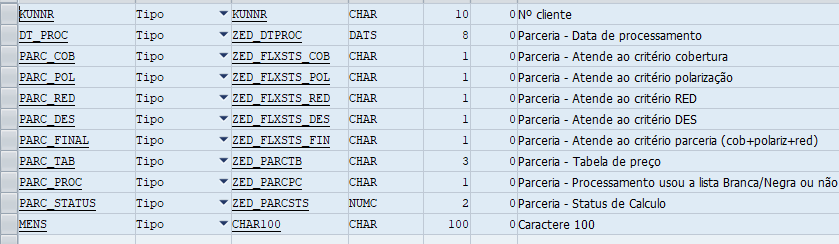 KUNNR Tipo KUNNR CHAR 10 0 Nº cliente
DT_PROC Tipo ZED_DTPROC DATS 8 0 Parceria - Data de processamento
PARC_COB Tipo ZED_FLXSTS_COB CHAR 1 0 Parceria - Atende ao critério cobertura
PARC_POL Tipo ZED_FLXSTS_POL CHAR 1 0 Parceria - Atende ao critério polarização
PARC_RED Tipo ZED_FLXSTS_RED CHAR 1 0 Parceria - Atende ao critério RED
PARC_DES Tipo ZED_FLXSTS_DES CHAR 1 0 Parceria - Atende ao critério DES
PARC_FINAL Tipo ZED_FLXSTS_FIN CHAR 1 0 Parceria - Atende ao critério parceria (cob+polariz+red)
PARC_TAB Tipo ZED_PARCTB CHAR 3 0 Parceria - Tabela de preço
PARC_PROC Tipo ZED_PARCPC CHAR 1 0 Parceria - Processamento usou a lista Branca/Negra ou não
PARC_STATUS Tipo ZED_PARCSTS NUMC 2 0 Parceria - Status de Calculo
MENS Tipo CHAR100 CHAR 100 0 Caractere 100